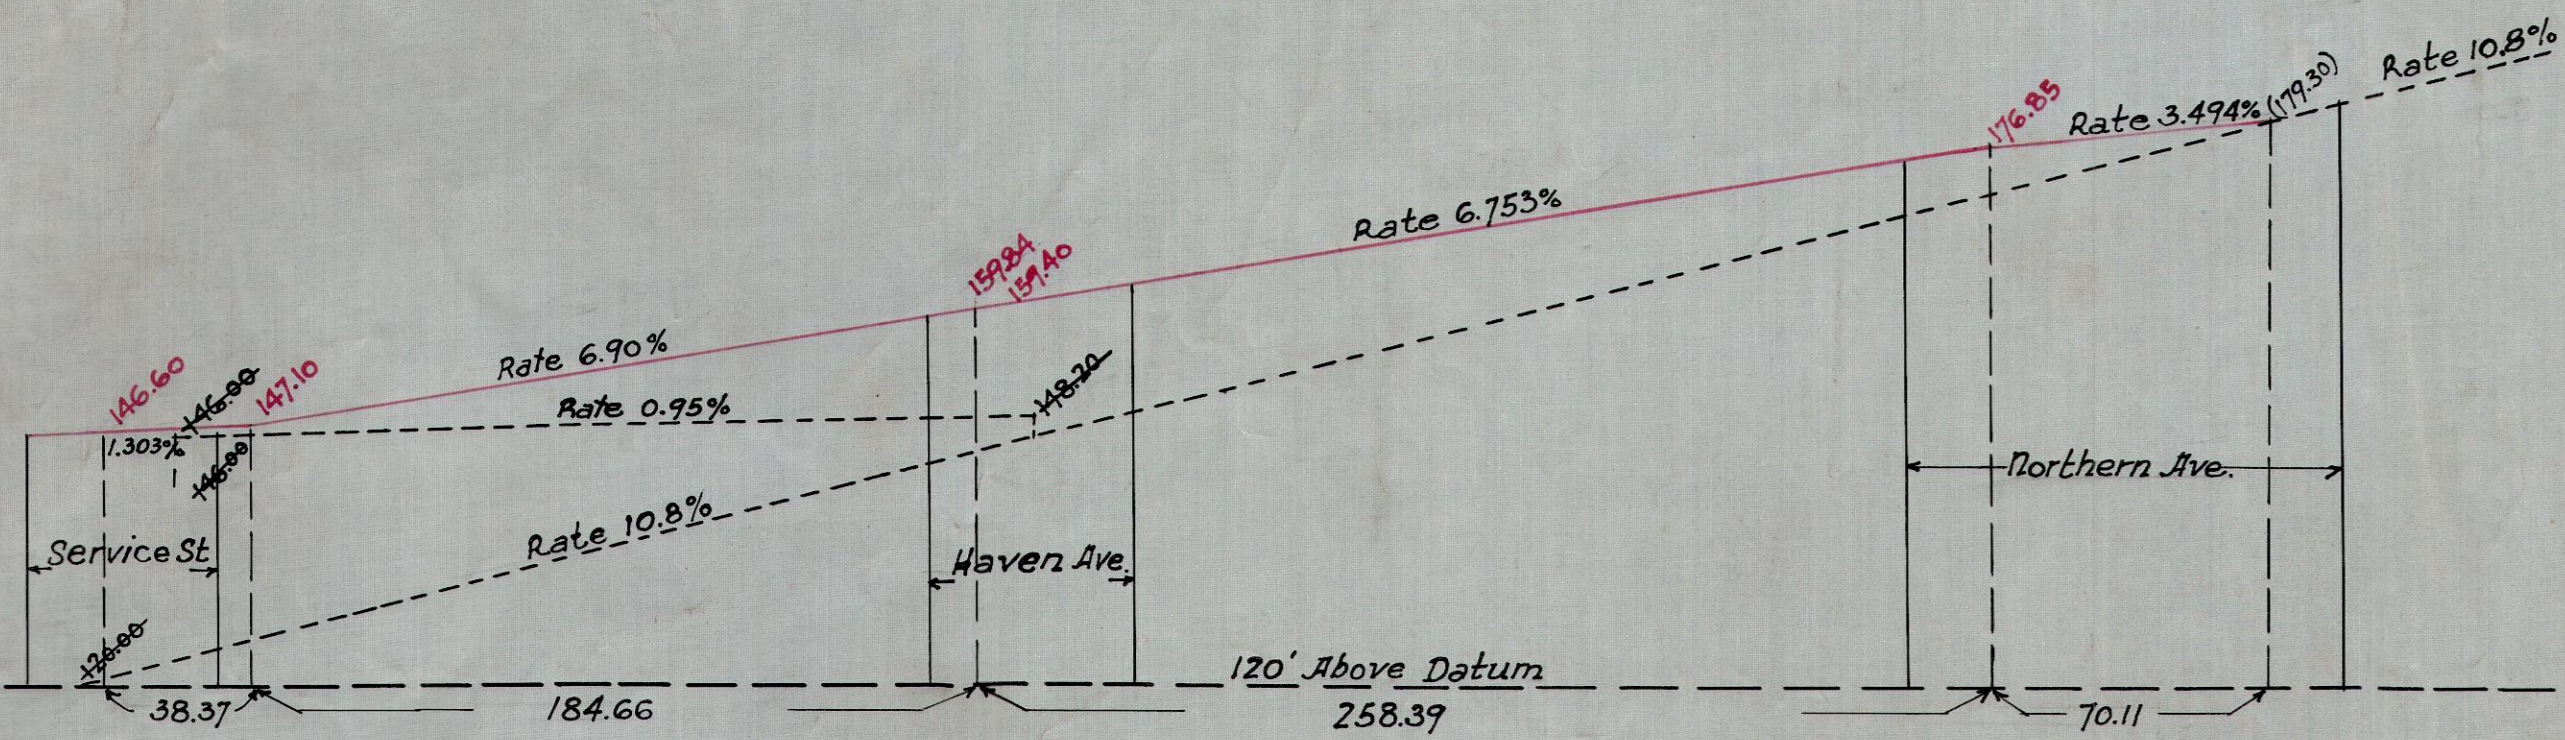 Rate 10.8%
(179.30)
176.85
Rate 3.494%
Rate 6.753%
159.84
159.40
Rate 6.90%
146.60
146.00
147.10
148.20
Rate 0.95%
1.303%
146.00
Northern Ave.
Rate 10.8%
Service St
Haven Ave.
120.00
120' Above Datum
38.37
184.66
258.39
70.11